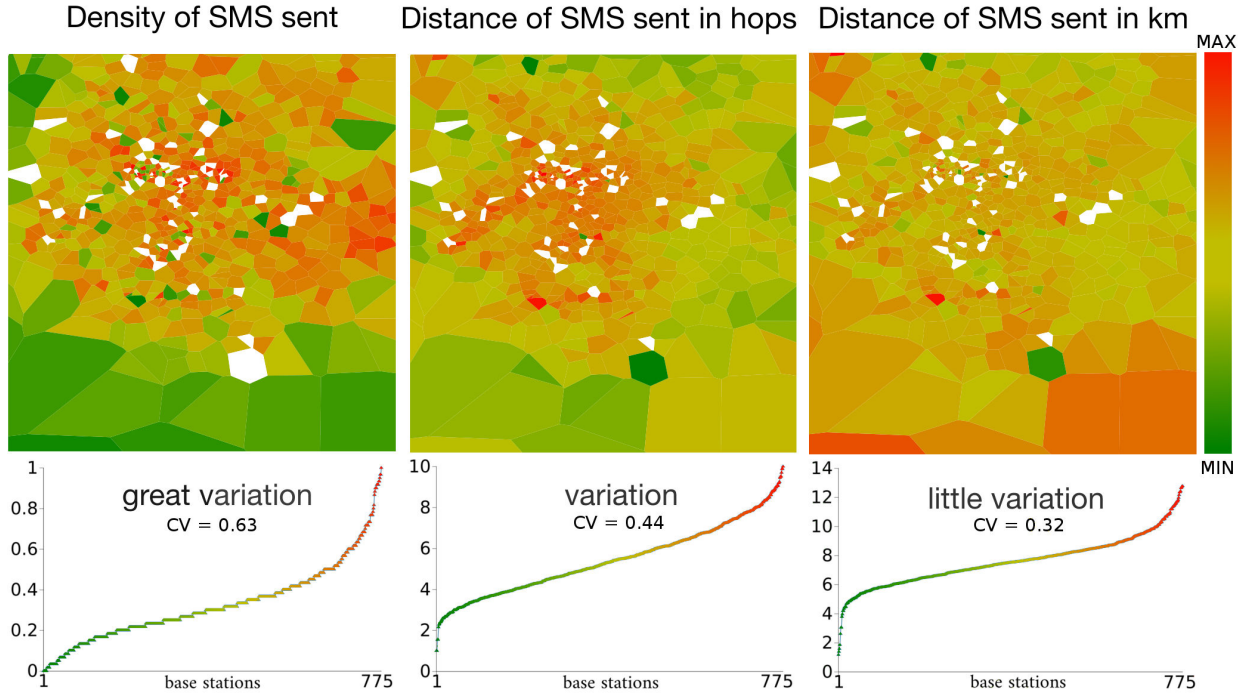 Density of SMS sent
Distance of SMS sent in hops
Distance of SMS sent in km
MAX
MIN
1
0.8
0.6
0.4
0.2
0
great variation
CV = 0.63
1
base stations
775
10
8
6
4
2
0
variation
CV = 0.44
1
base stations
775
14
12
10
8
6
4
2
0
little variation
CV = 0.32
1
base stations
775